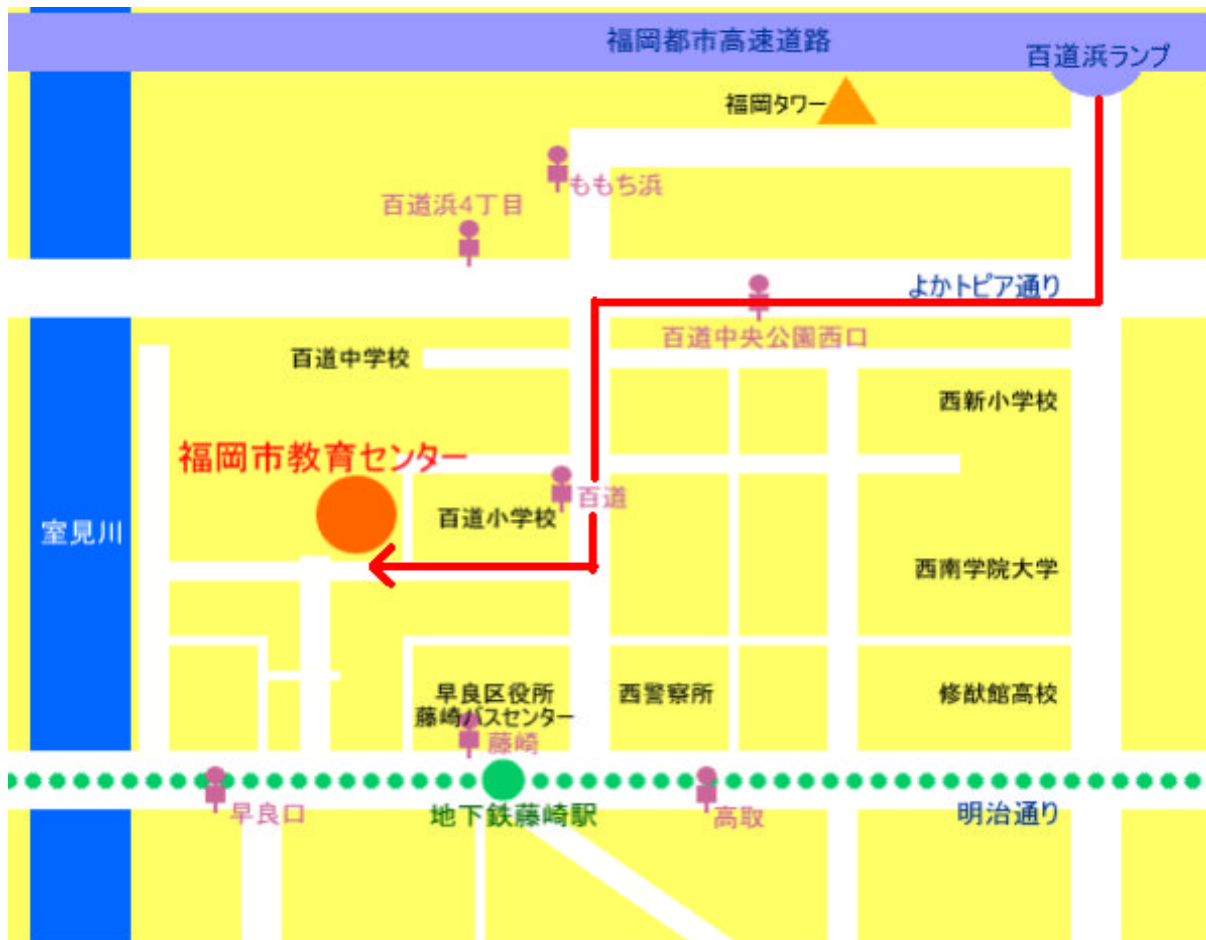 福岡都市高速道路
百道浜ランプ
福岡タワー
ももち浜
百道浜4丁目
よかトピア通り
百道中央公園西口
百道中学校
西新小学校
福岡市教育センター
百道
百道小学校
室見川
西南学院大学
早良区役所
西警察所
修猷館高校
藤崎バスセンター
藤崎
早良口
地下鉄藤崎駅
高取
明治通り